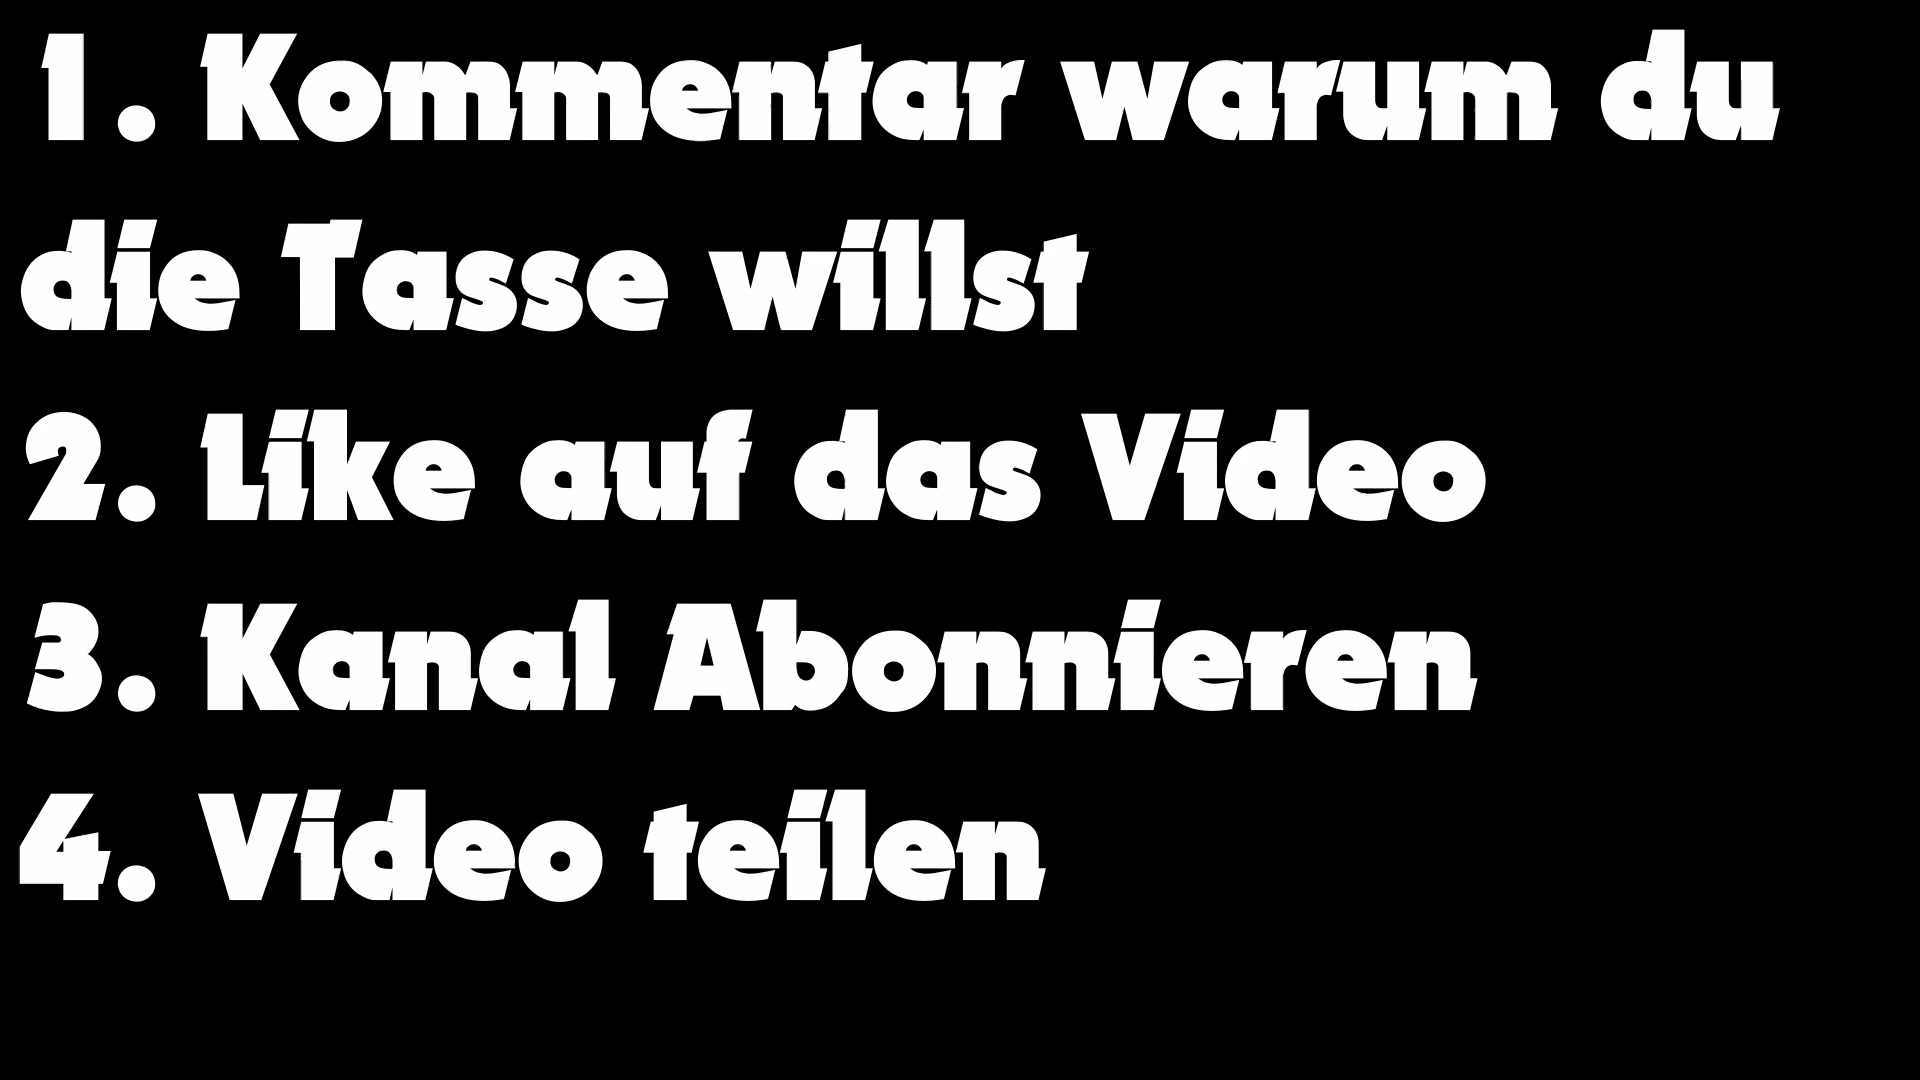 1. Kommentar warum du
die Tasse willst
2. Like auf das Video
3. Kanal Abonnieren
4. Video teilen